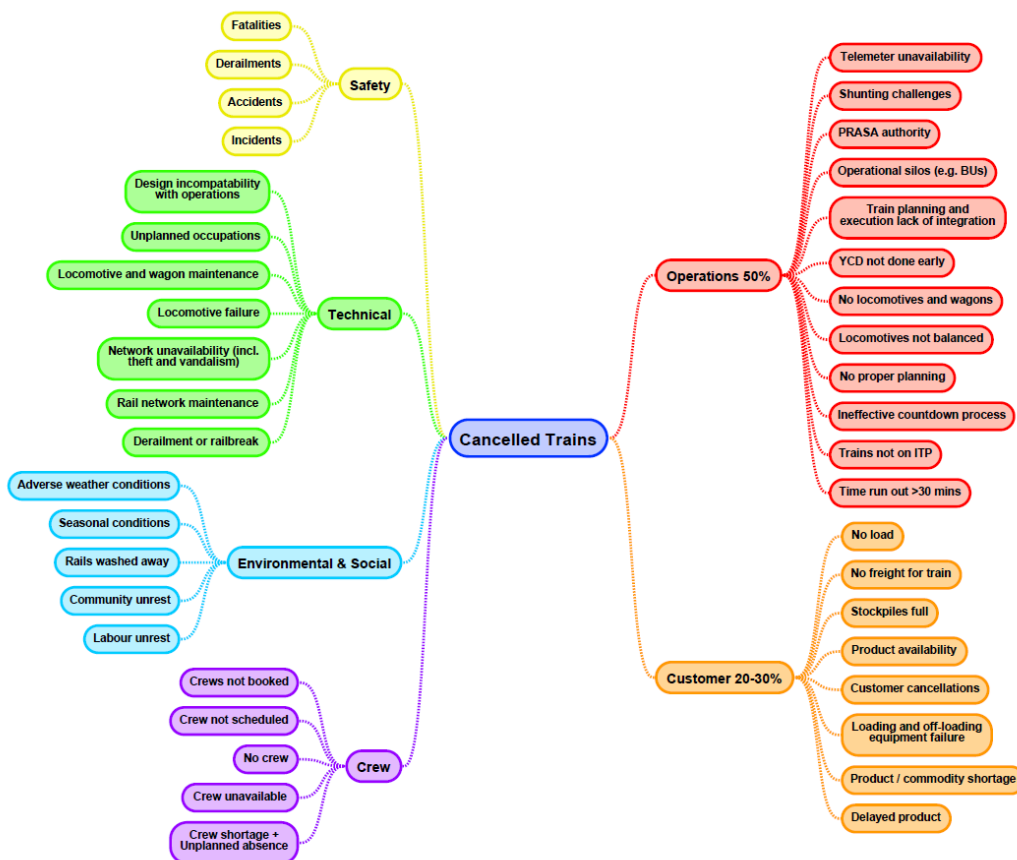 Cancelled Trains
Safety
Fatalities
Derailments
Accidents
Incidents
Technical
Design incompatability
with operations
Unplanned occupations
Locomotive and wagon maintenance
Locomotive failure
Network unavailability (incl.
theft and vandalism)
Rail network maintenance
Derailment or railbreak
Environmental & Social
Adverse weather conditions
Seasonal conditions
Rails washed away
Community unrest
Labour unrest
Crew
Crews not booked
Crew not scheduled
No crew
Crew unavailable
Crew shortage +
Unplanned absence
Operations 50%
Telemeter unavailability
Shunting challenges
PRASA authority
Operational silos (e.g. BUs)
Train planning and
execution lack of integration
YCD not done early
No locomotives and wagons
Locomotives not balanced
No proper planning
Ineffective countdown process
Trains not on ITP
Time run out >30 mins
Customer 20-30%
No load
No freight for train
Stockpiles full
Product availability
Customer cancellations
Loading and off-loading
equipment failure
Product / commodity shortage
Delayed product